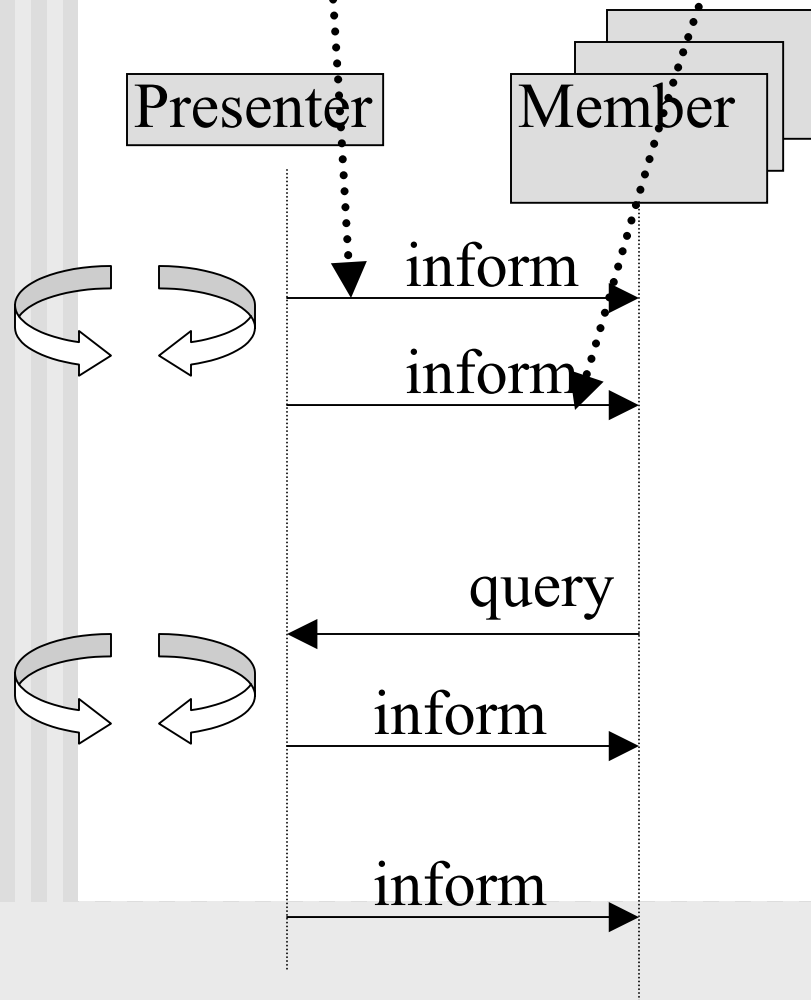 Presenter
Member
inform
inform
query
inform
inform